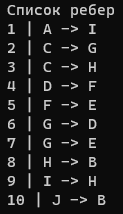 Список ребер
1 | A -> I
2 | C -> G
3 | C -> H
4 | D -> F
5 | F -> E
6 | G -> D
7 | G -> E
8 | H -> B
9 | I -> H
10 | J -> B